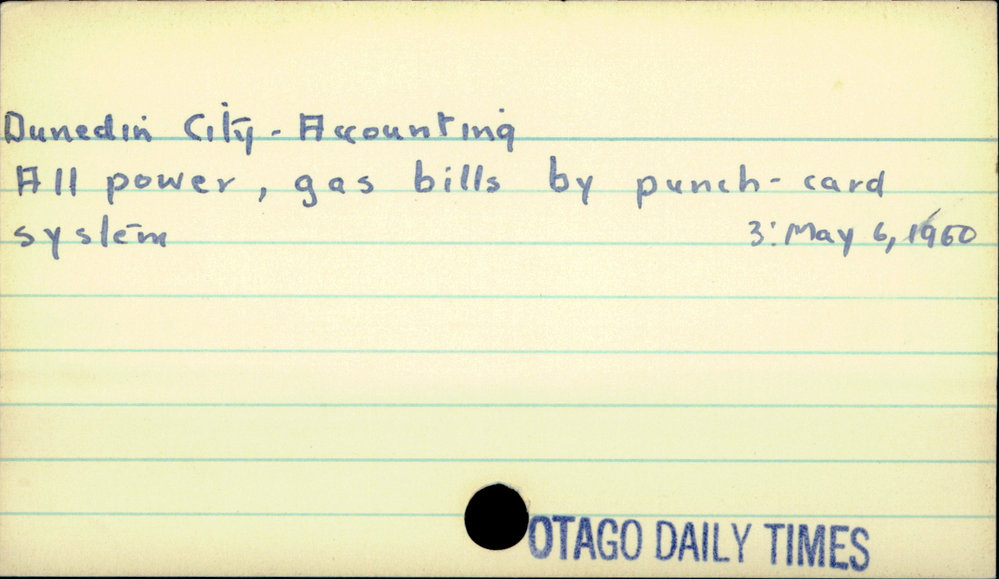 Dunedin City - Accounting
All power, gas bills by punch-card
system 3: May 6, 1960
OTAGO DAILY TIMES